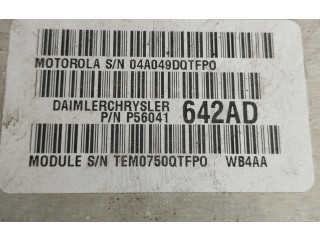 MOTOROLA S/N 04A049DQTFPO
DAIMLERCHRYSLER
P/N P56041 642AD
MODULE S/N TEM0750QTFPO WB4AA